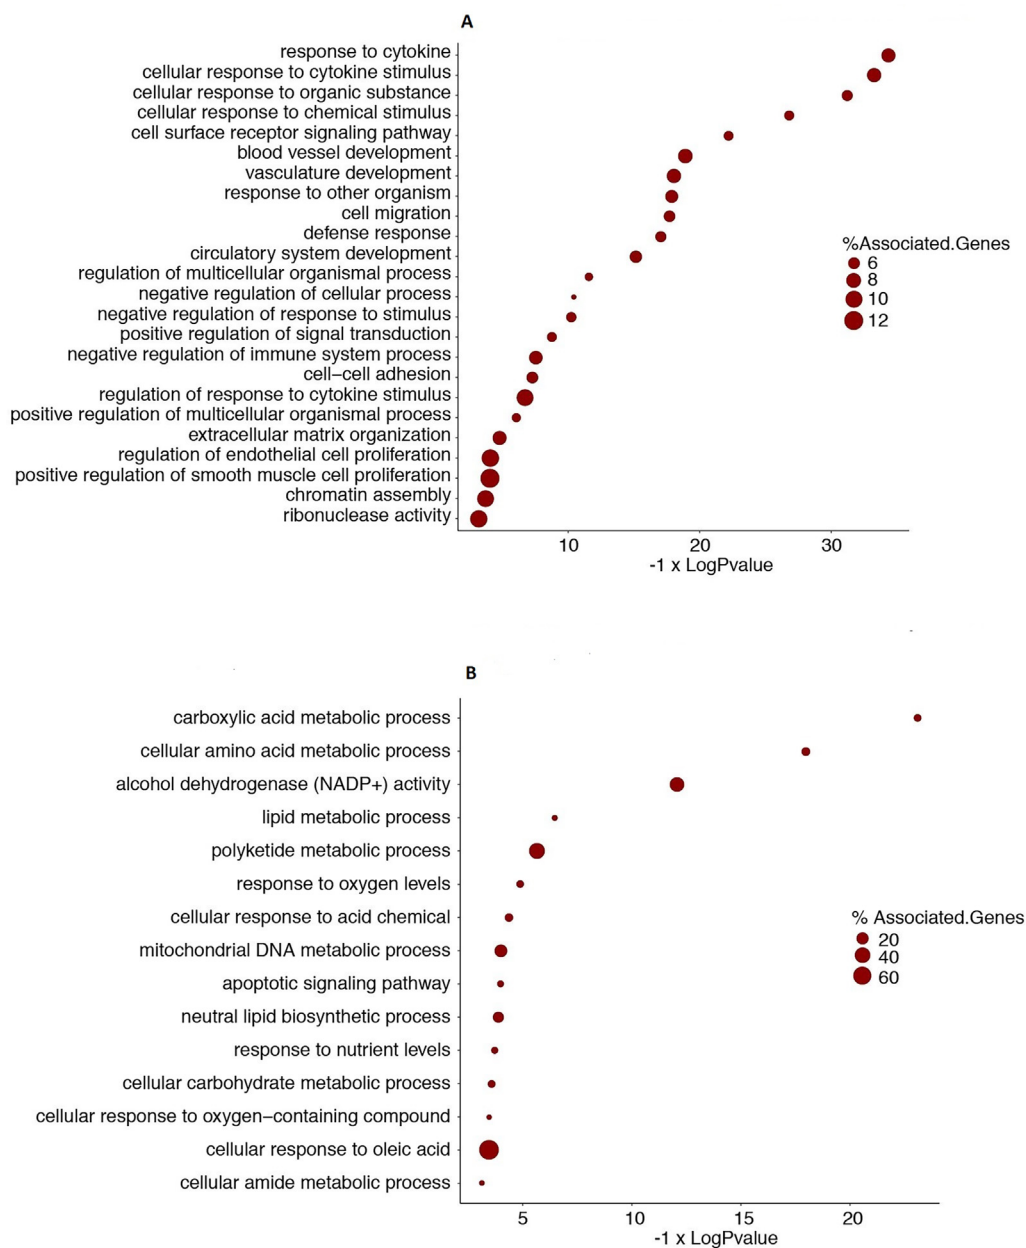 A
response to cytokine
cellular response to cytokine stimulus
cellular response to organic substance
cellular response to chemical stimulus
cell surface receptor signaling pathway
blood vessel development
vasculature development
response to other organism
cell migration
defense response
circulatory system development
regulation of multicellular organismal process
negative regulation of cellular process
negative regulation of response to stimulus
positive regulation of signal transduction
negative regulation of immune system process
cell−cell adhesion
regulation of response to cytokine stimulus
positive regulation of multicellular organismal process
extracellular matrix organization
regulation of endothelial cell proliferation
positive regulation of smooth muscle cell proliferation
chromatin assembly
ribonuclease activity
%Associated.Genes
6
8
10
12
10 20 30
-1 x LogPvalue
B
carboxylic acid metabolic process
cellular amino acid metabolic process
alcohol dehydrogenase (NADP+) activity
lipid metabolic process
polyketide metabolic process
response to oxygen levels
cellular response to acid chemical
mitochondrial DNA metabolic process
apoptotic signaling pathway
neutral lipid biosynthetic process
response to nutrient levels
cellular carbohydrate metabolic process
cellular response to oxygen−containing compound
cellular response to oleic acid
cellular amide metabolic process
% Associated.Genes
20
40
60
5 10 15 20
-1 x LogPvalue